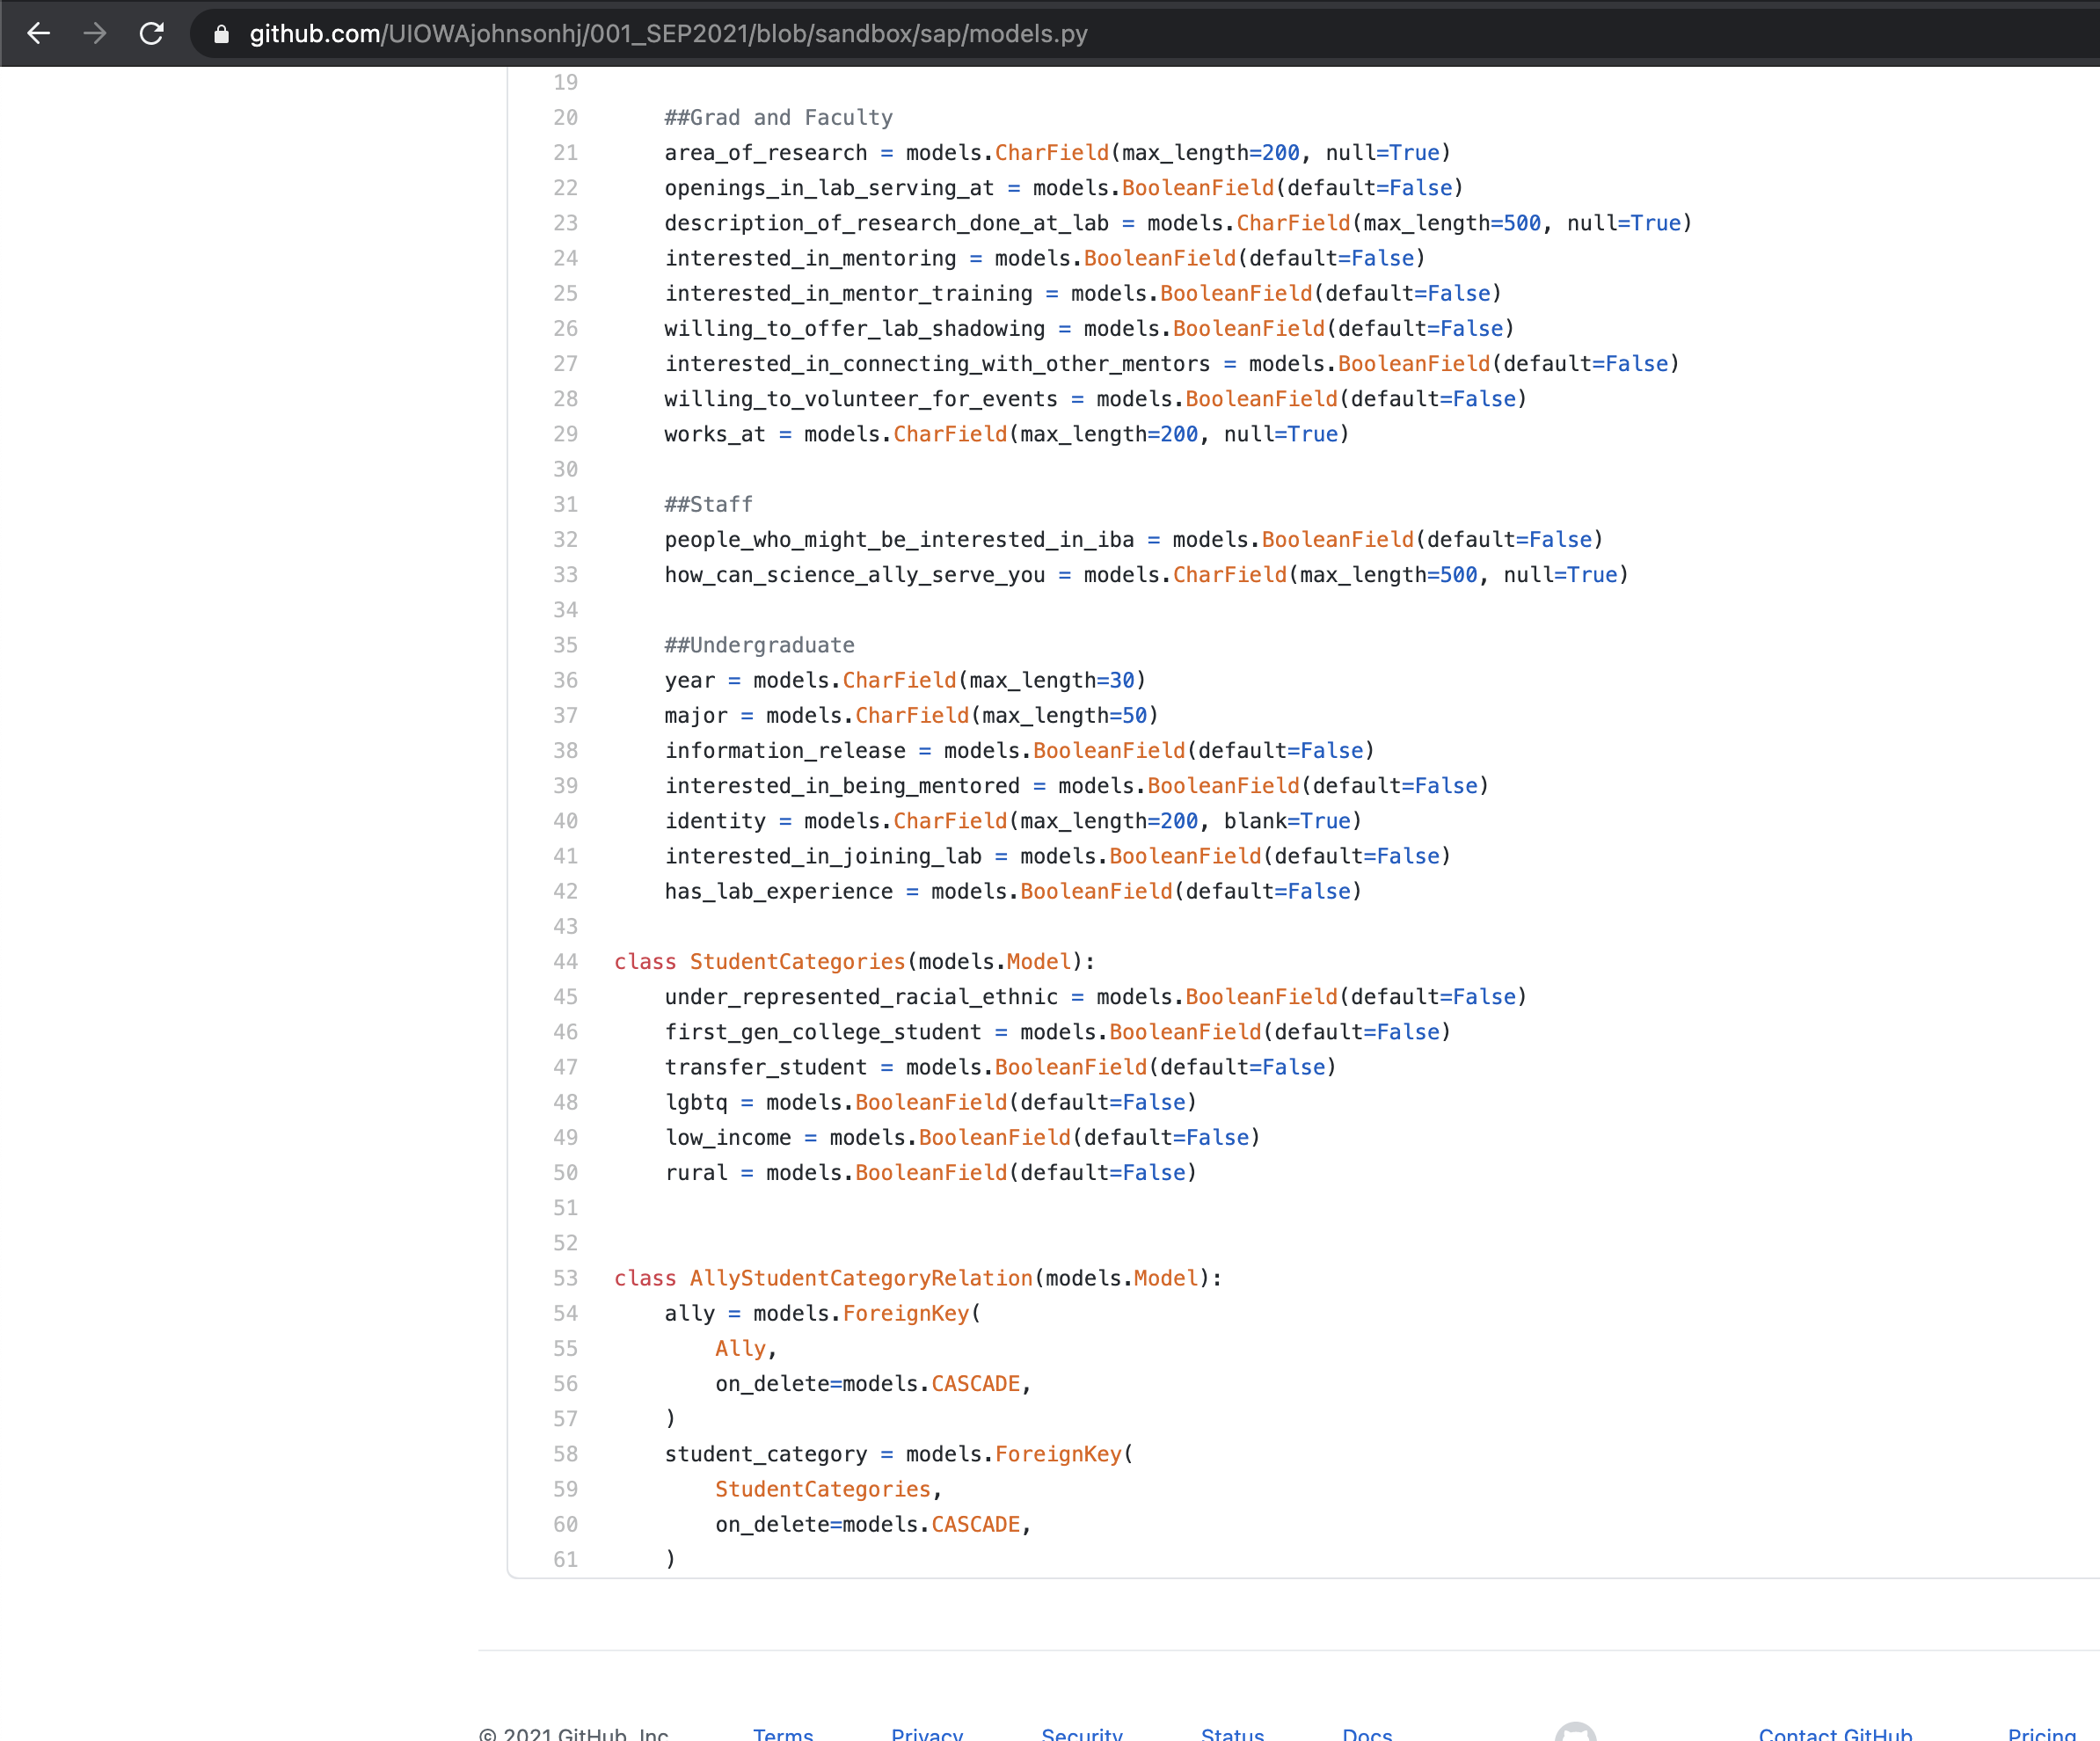 github.com/UIOWAjohnsonhj/001_SEP2021/blob/sandbox/sap/models.py
19
20 ##Grad and Faculty
21 area_of_research = models.CharField(max_length=200, null=True)
22 openings_in_lab_serving_at = models.BooleanField(default=False)
23 description_of_research_done_at_lab = models.CharField(max_length=500, null=True)
24 interested_in_mentoring = models.BooleanField(default=False)
25 interested_in_mentor_training = models.BooleanField(default=False)
26 willing_to_offer_lab_shadowing = models.BooleanField(default=False)
27 interested_in_connecting_with_other_mentors = models.BooleanField(default=False)
28 willing_to_volunteer_for_events = models.BooleanField(default=False)
29 works_at = models.CharField(max_length=200, null=True)
30
31 ##Staff
32 people_who_might_be_interested_in_iba = models.BooleanField(default=False)
33 how_can_science_ally_serve_you = models.CharField(max_length=500, null=True)
34
35 ##Undergraduate
36 year = models.CharField(max_length=30)
37 major = models.CharField(max_length=50)
38 information_release = models.BooleanField(default=False)
39 interested_in_being_mentored = models.BooleanField(default=False)
40 identity = models.CharField(max_length=200, blank=True)
41 interested_in_joining_lab = models.BooleanField(default=False)
42 has_lab_experience = models.BooleanField(default=False)
43
44 class StudentCategories(models.Model):
45 under_represented_racial_ethnic = models.BooleanField(default=False)
46 first_gen_college_student = models.BooleanField(default=False)
47 transfer_student = models.BooleanField(default=False)
48 lgbtq = models.BooleanField(default=False)
49 low_income = models.BooleanField(default=False)
50 rural = models.BooleanField(default=False)
51
52
53 class AllyStudentCategoryRelation(models.Model):
54 ally = models.ForeignKey(
55 Ally,
56 on_delete=models.CASCADE,
57 )
58 student_category = models.ForeignKey(
59 StudentCategories,
60 on_delete=models.CASCADE,
61 )
© 2021 GitHub, Inc. Terms Privacy Security Status Docs Contact GitHub Pricing